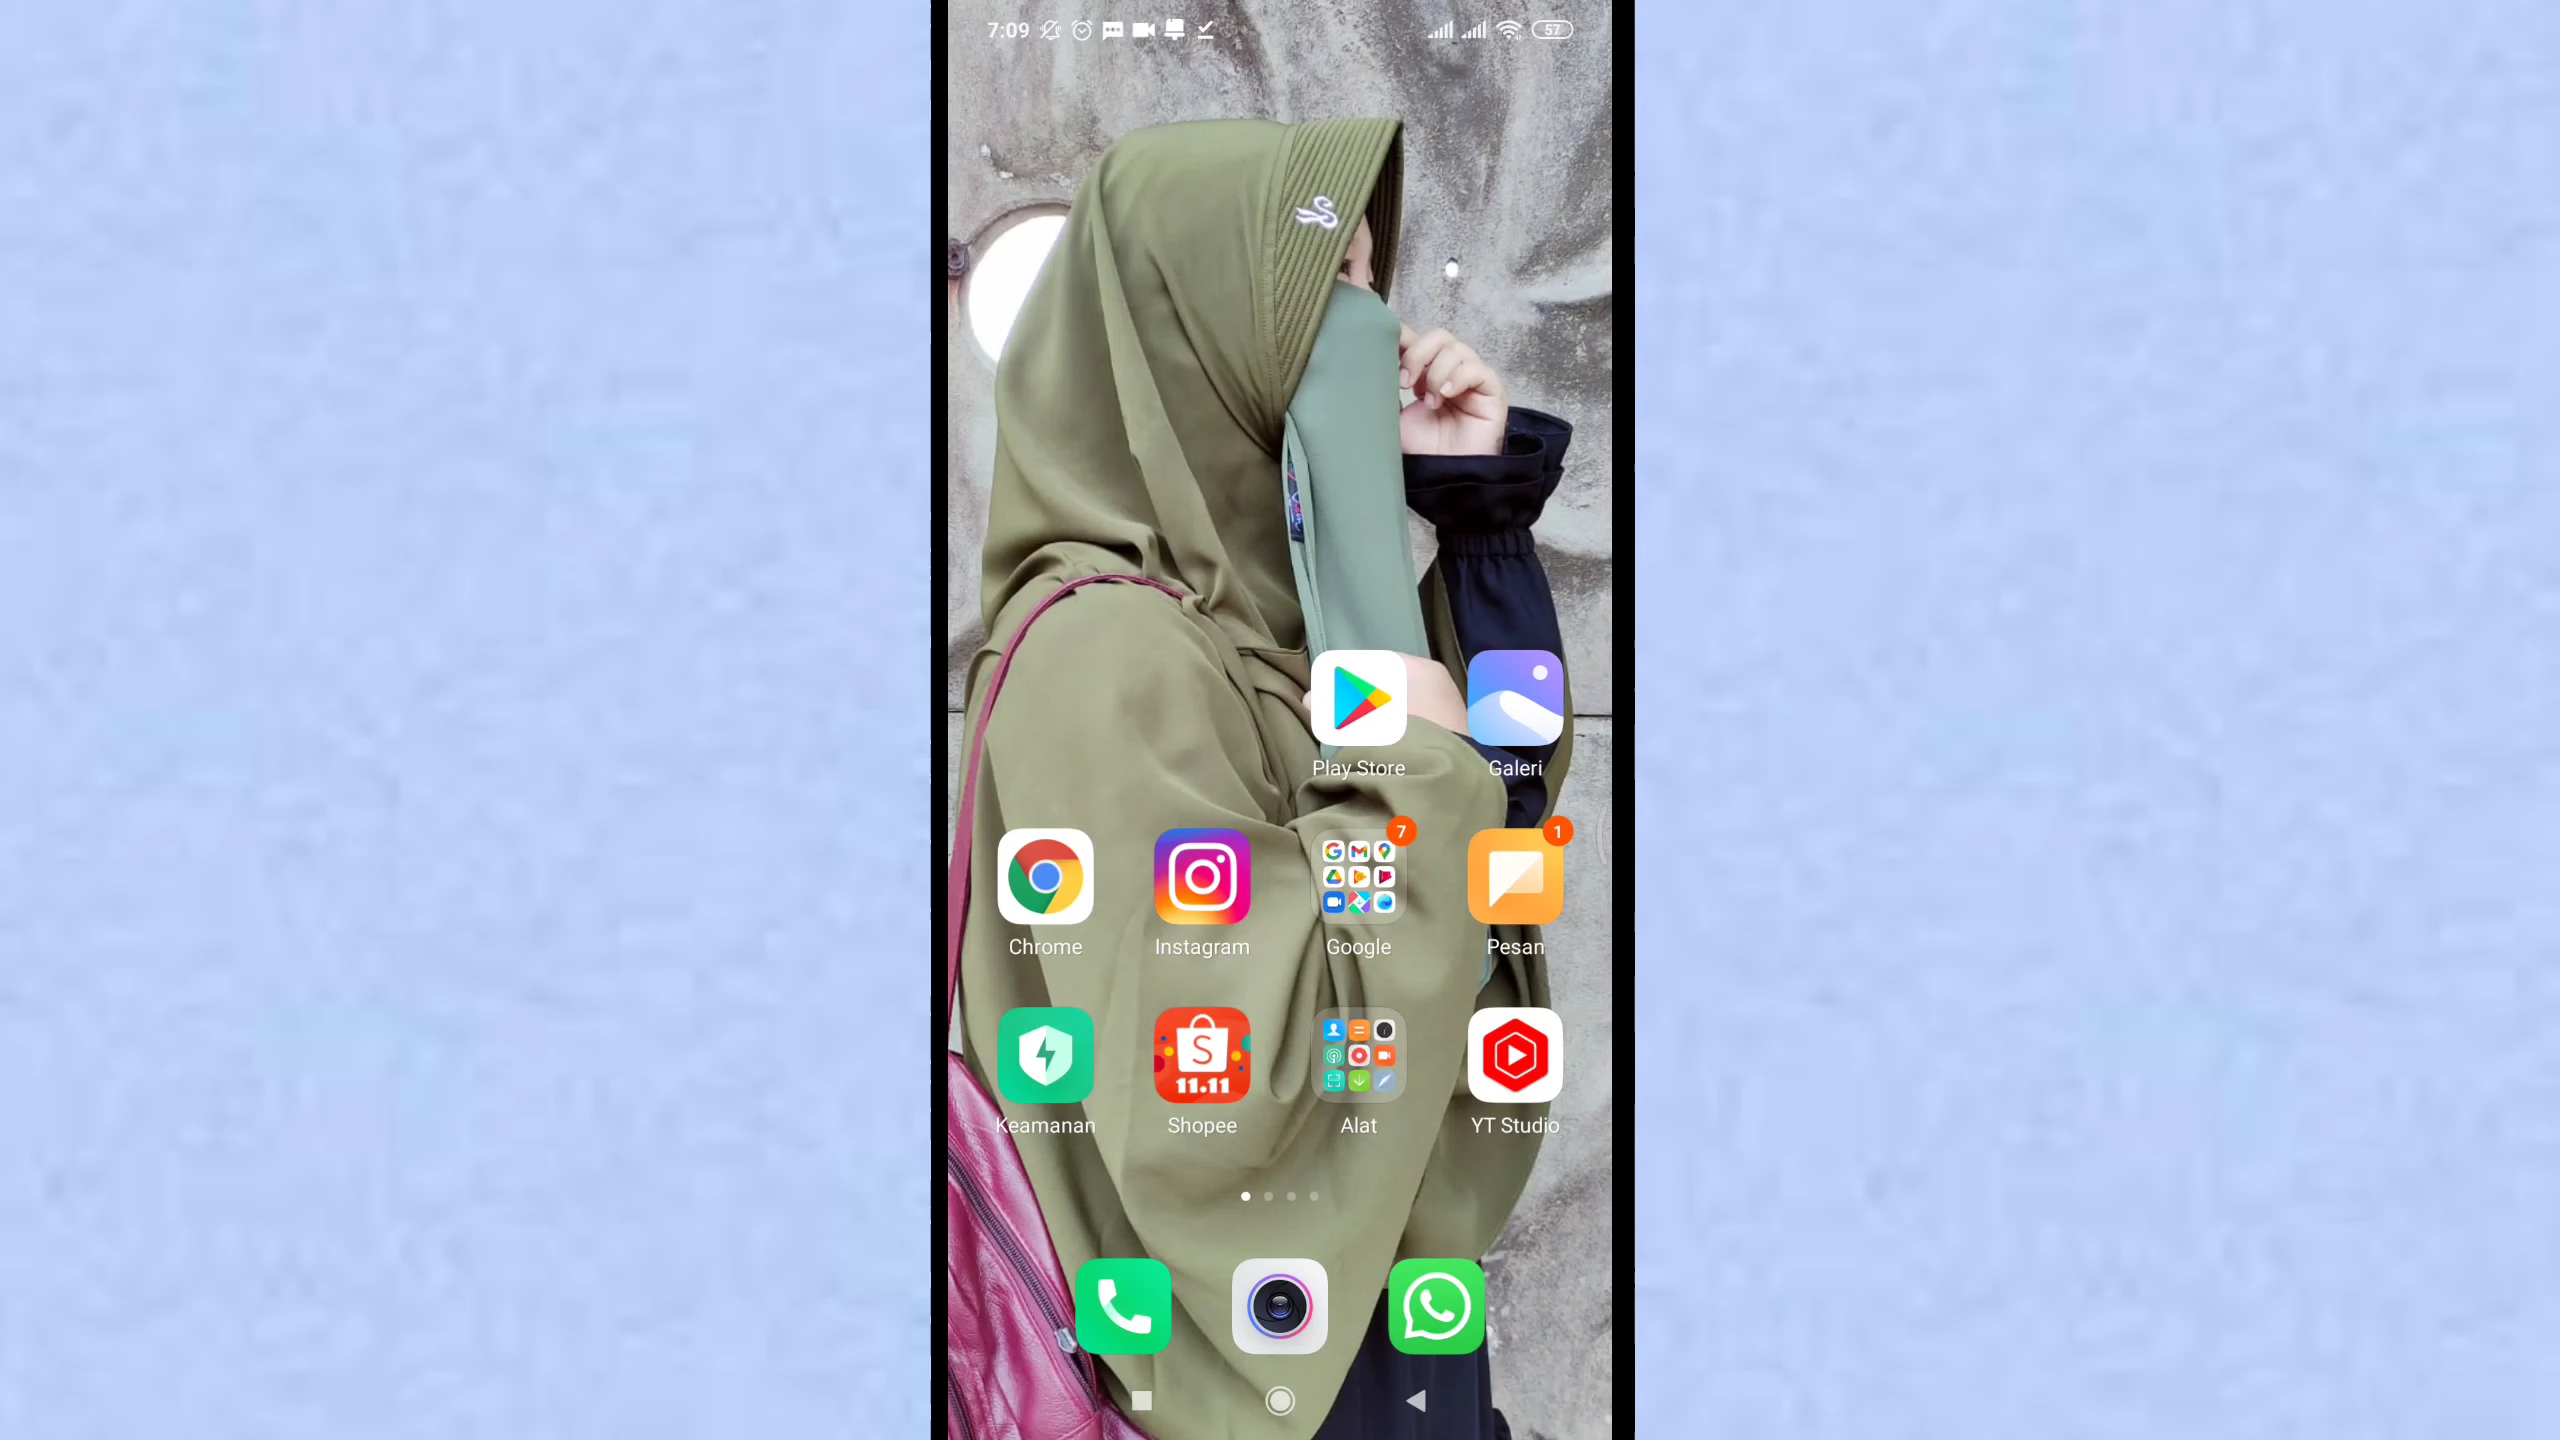 7:09
57
Play Store
Galeri
7
1
Chrome
Instagram
Google
Pesan
S
11.11
Keamanan
Shopee
Alat
YT Studio